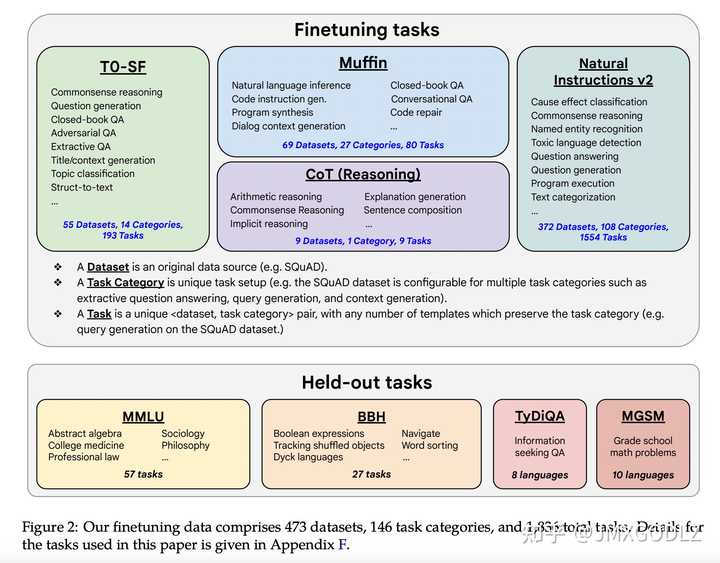 Finetuning tasks
T0-SF
Commonsense reasoning
Question generation
Closed-book QA
Adversarial QA
Extractive QA
Title/context generation
Topic classification
Struct-to-text
...
55 Datasets, 14 Categories,
193 Tasks
Muffin
Natural language inference
Code instruction gen.
Program synthesis
Dialog context generation
Closed-book QA
Conversational QA
Code repair
...
69 Datasets, 27 Categories, 80 Tasks
CoT (Reasoning)
Arithmetic reasoning
Commonsense Reasoning
Implicit reasoning
Explanation generation
Sentence composition
...
9 Datasets, 1 Category, 9 Tasks
Natural
Instructions v2
Cause effect classification
Commonsense reasoning
Named entity recognition
Toxic language detection
Question answering
Question generation
Program execution
Text categorization
...
372 Datasets, 108 Categories,
1554 Tasks
❖ A Dataset is an original data source (e.g. SQuAD).
❖ A Task Category is unique task setup (e.g. the SQuAD dataset is configurable for multiple task categories such as
extractive question answering, query generation, and context generation).
❖ A Task is a unique <dataset, task category> pair, with any number of templates which preserve the task category (e.g.
query generation on the SQuAD dataset.)
Held-out tasks
MMLU
Abstract algebra
College medicine
Professional law
Sociology
Philosophy
...
57 tasks
BBH
Boolean expressions
Tracking shuffled objects
Dyck languages
Navigate
Word sorting
...
27 tasks
TyDiQA
Information
seeking QA
8 languages
MGSM
Grade school
math problems
10 languages
Figure 2: Our finetuning data comprises 473 datasets, 146 task categories, and 1,836 total tasks. Details for
the tasks used in this paper is given in Appendix F.
知乎 @JMXGODLZ